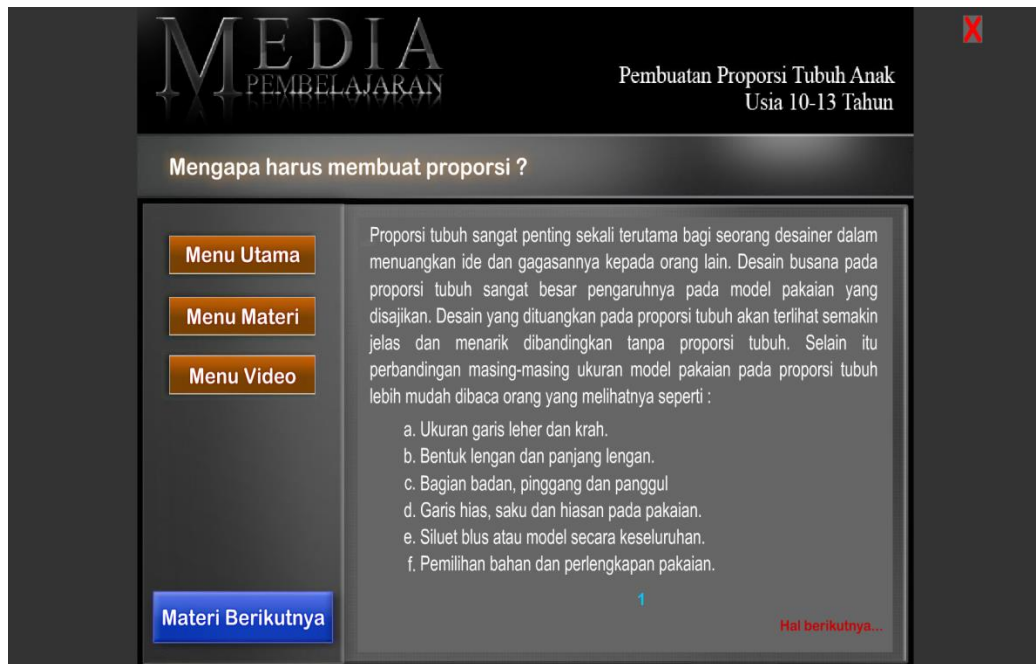 MEDIA
PEMBELAJARAN
X
Pembuatan Proporsi Tubuh Anak
Usia 10-13 Tahun
Mengapa harus membuat proporsi ?
Menu Utama
Menu Materi
Menu Video
Materi Berikutnya
Proporsi tubuh sangat penting sekali terutama bagi seorang desainer dalam
menuangkan ide dan gagasannya kepada orang lain. Desain busana pada
proporsi tubuh sangat besar pengaruhnya pada model pakaian yang
disajikan. Desain yang dituangkan pada proporsi tubuh akan terlihat semakin
jelas dan menarik dibandingkan tanpa proporsi tubuh. Selain itu
perbandingan masing-masing ukuran model pakaian pada proporsi tubuh
lebih mudah dibaca orang yang melihatnya seperti :
a. Ukuran garis leher dan krah.
b. Bentuk lengan dan panjang lengan.
c. Bagian badan, pinggang dan panggul
d. Garis hias, saku dan hiasan pada pakaian.
e. Siluet blus atau model secara keseluruhan.
f. Pemilihan bahan dan perlengkapan pakaian.
1
Hal berikutnya...